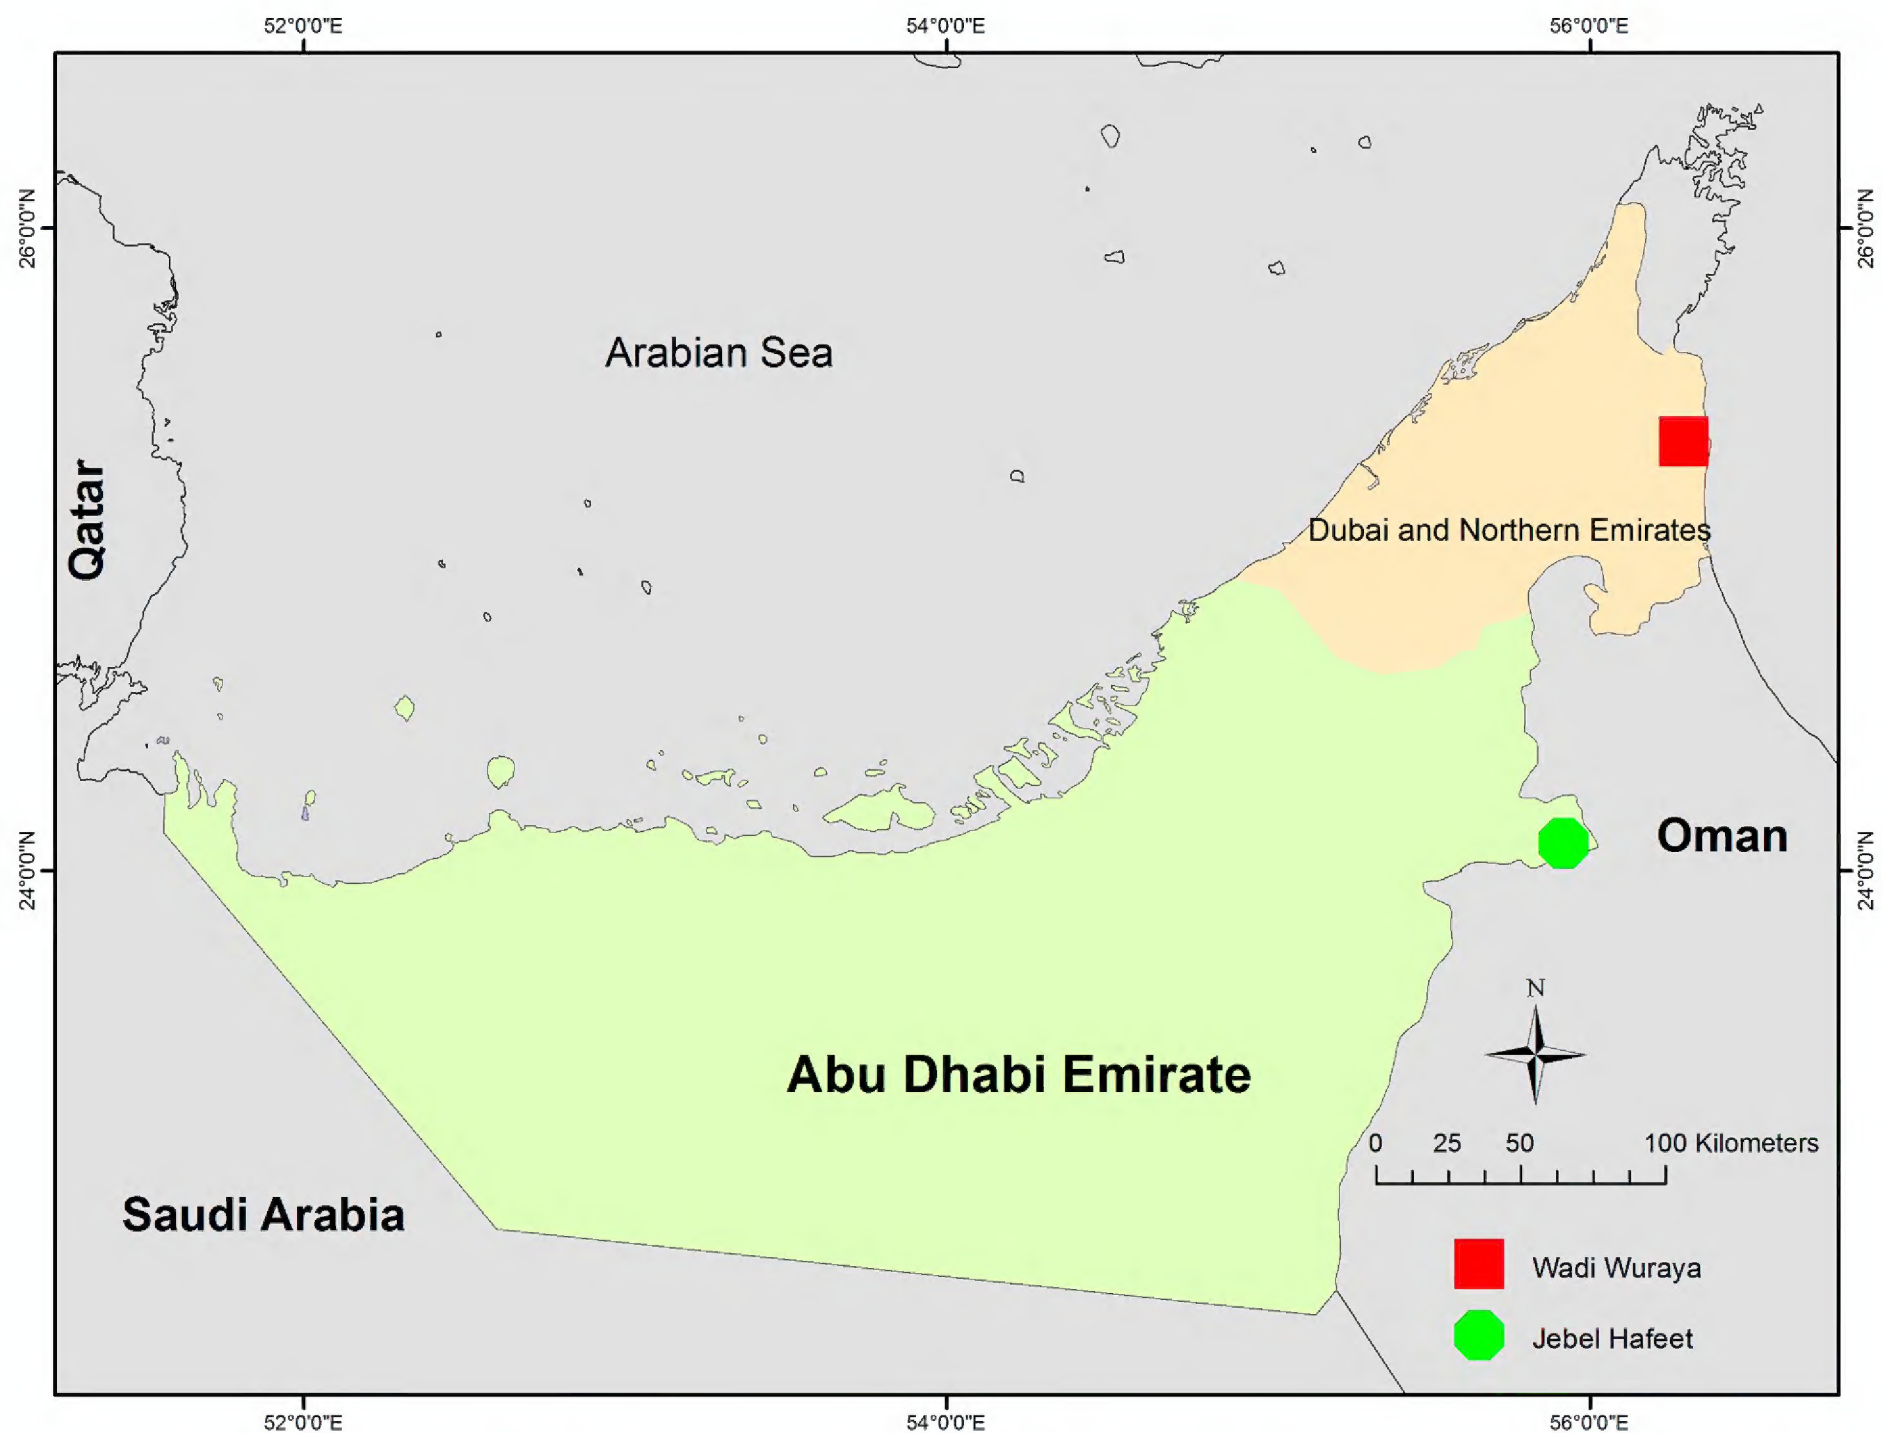 52°0'0"E
54°0'0"E
56°0'0"E
26°0'0"N
26°0'0"N
Arabian Sea
Qatar
Dubai and Northern Emirates
Oman
24°0'0"N
24°0'0"N
N
Abu Dhabi Emirate
0 25 50 100 Kilometers
Saudi Arabia
Wadi Wuraya
Jebel Hafeet
52°0'0"E
54°0'0"E
56°0'0"E